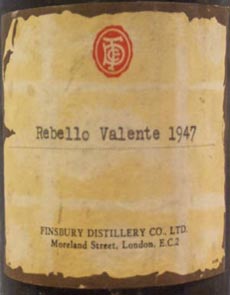 Rebello Valente 1947
FINSBURY DISTILLERY CO., LTD.
Moreland Street, London, E.C.2